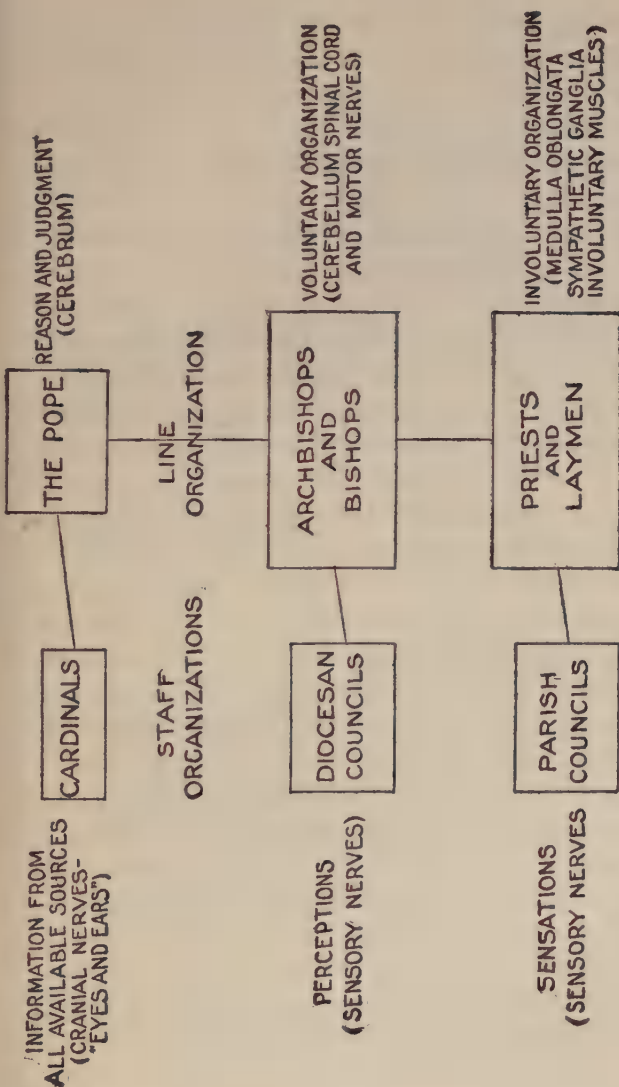 INFORMATION FROM
ALL AVAILABLE SOURCES
(CRANIAL NERVES-
"EYES AND EARS")
CARDINALS
THE POPE
REASON AND JUDGMENT
(CEREBRUM)
STAFF
ORGANIZATIONS
LINE
ORGANIZATION
PERCEPTIONS
(SENSORY NERVES)
DIOCESAN
COUNCILS
ARCHBISHOPS
AND
BISHOPS
VOLUNTARY ORGANIZATION
(CEREBELLUM SPINAL CORD
AND MOTOR NERVES)
SENSATIONS
(SENSORY NERVES
PARISH
COUNCILS
PRIESTS
AND
LAYMEN
INVOLUNTARY ORGANIZATION
(MEDULLA OBLONGATA
SYMPATHETIC GANGLIA
INVOLUNTARY MUSCLES)